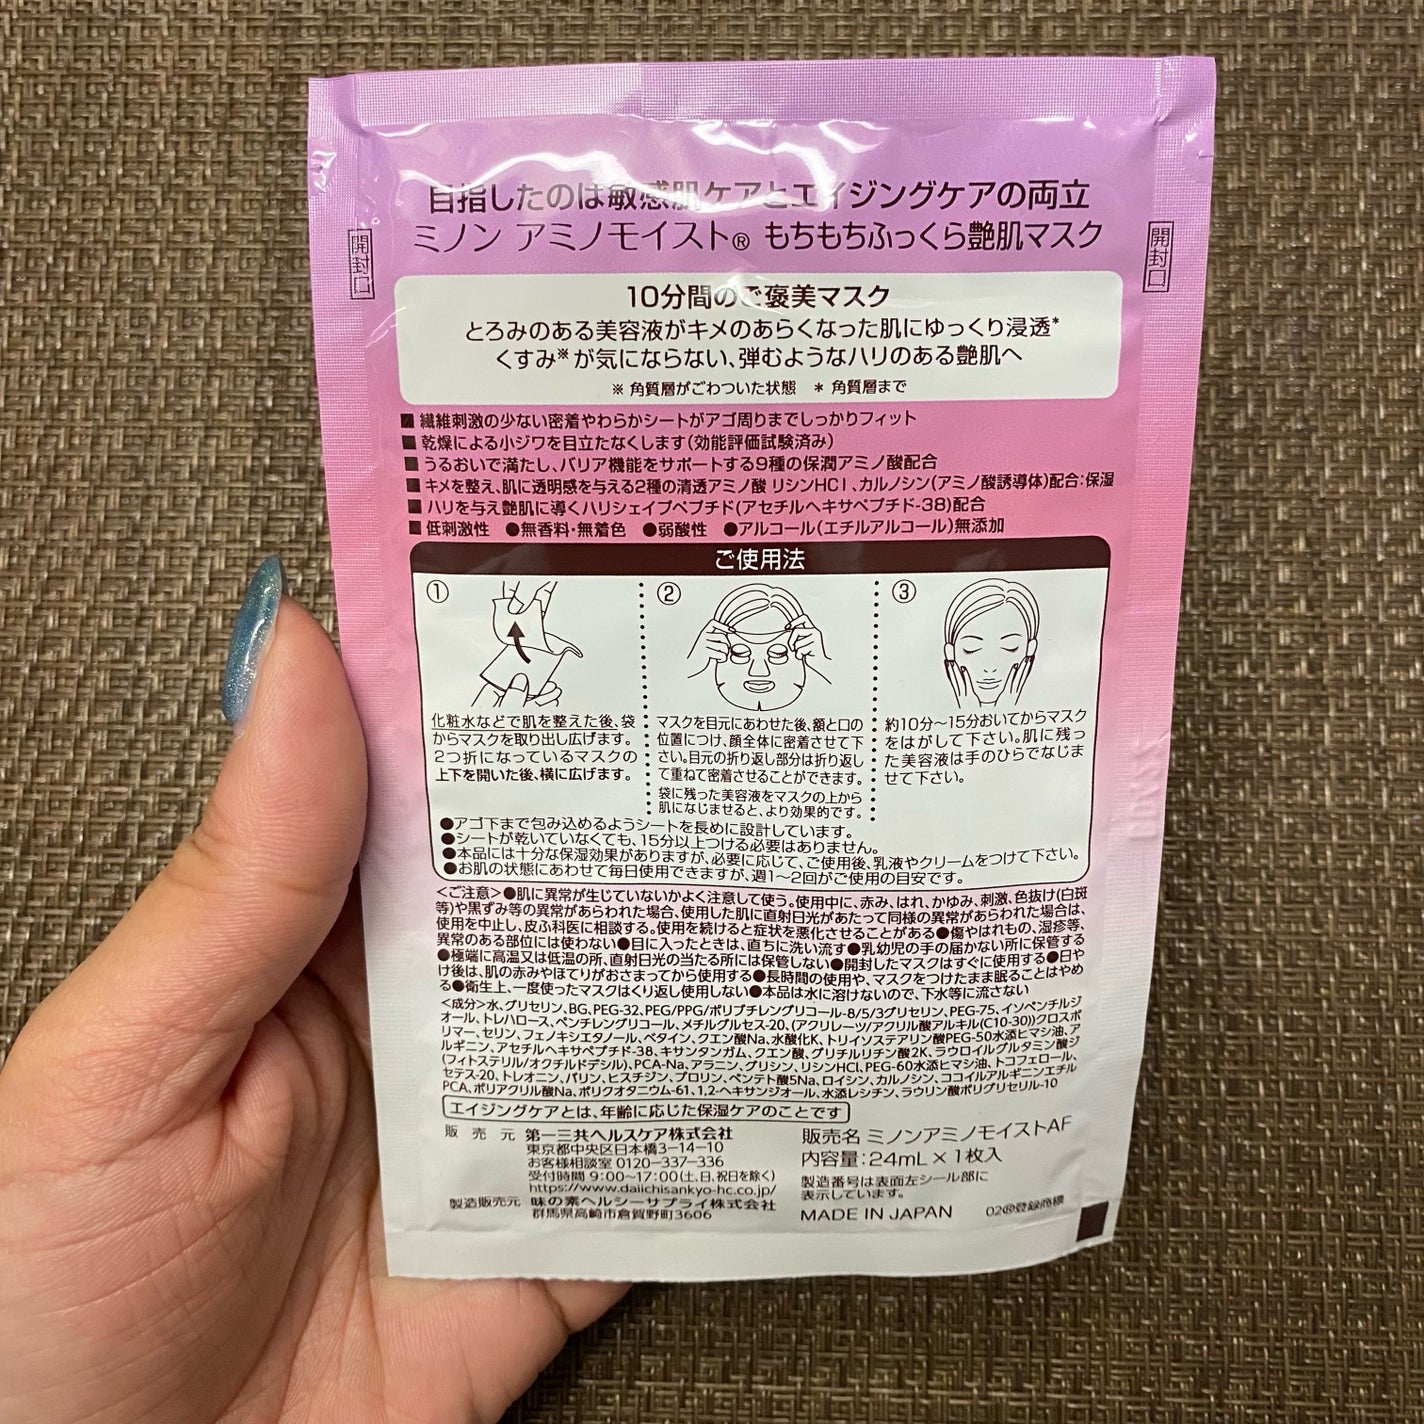 目指したのは敏感肌ケアとエイジングケアの両立
ミノン アミノモイスト® もちもちふっくら艶肌マスク
開封口
開封口
10分間のご褒美マスク
とろみのある美容液がキメのあらくなった肌にゆっくり浸透*
くすみ※が気にならない、弾むようなハリのある艶肌へ
※ 角質層がごわついた状態 * 角質層まで
■ 繊維刺激の少ない密着やわらかシートがアゴ周りまでしっかりフィット
■ 乾燥による小ジワを目立たなくします(効能評価試験済み)
■ うるおいで満たし、バリア機能をサポートする9種の保潤アミノ酸配合
■ キメを整え、肌に透明感を与える2種の清透アミノ酸 リシンHCl、カルノシン(アミノ酸誘導体)配合:保湿
■ ハリを与え艶肌に導くハリシェイプペプチド(アセチルヘキサペプチド-38)配合
■ 低刺激性 ●無香料・無着色 ●弱酸性 ●アルコール(エチルアルコール)無添加
ご使用法
①
化粧水などで肌を整えた後、袋
からマスクを取り出し広げます。
2つ折になっているマスクの
上下を開いた後、横に広げます。
②
マスクを目元にあわせた後、額と口の
位置につけ、顔全体に密着させて下
さい。目元の折り返し部分は折り返し
て重ねて密着させることができます。
袋に残った美容液をマスクの上から
肌になじませると、より効果的です。
③
約10分〜15分おいてからマスク
をはがして下さい。肌に残っ
た美容液は手のひらでなじま
せて下さい。
●アゴ下まで包み込めるようシートを長めに設計しています。
●シートが乾いていなくても、15分以上つける必要はありません。
●本品には十分な保湿効果がありますが、必要に応じて、ご使用後、乳液やクリームをつけて下さい。
●お肌の状態にあわせて毎日使用できますが、週1〜2回がご使用の目安です。
<ご注意>●肌に異常が生じていないかよく注意して使う。使用中に、赤み、はれ、かゆみ、刺激、色抜け(白斑
等)や黒ずみ等の異常があらわれた場合、使用した肌に直射日光があたって同様の異常があらわれた場合は、
使用を中止し、皮ふ科医に相談する。使用を続けると症状を悪化させることがある●傷やはれもの、湿疹等、
異常のある部位には使わない●目に入ったときは、直ちに洗い流す●乳幼児の手の届かない所に保管する
●極端に高温又は低温の所、直射日光の当たる所には保管しない●開封したマスクはすぐに使用する●日や
け後は、肌の赤みやほてりがおさまってから使用する●長時間の使用や、マスクをつけたまま眠ることはやめ
る●衛生上、一度使ったマスクはくり返し使用しない●本品は水に溶けないので、下水等に流さない
<成分>水、グリセリン、BG、PEG-32、PEG/PPG/ポリブチレングリコール-8/5/3グリセリン、PEG-75、イソペンチルジ
オール、トレハロース、ペンチレングリコール、メチルグルセス-20、(アクリレーツ/アクリル酸アルキル(C10-30))クロスポ
リマー、セリン、フェノキシエタノール、ベタイン、クエン酸Na、水酸化K、トリイソステアリン酸PEG-50水添ヒマシ油、ア
ルギニン、アセチルヘキサペプチド-38、キサンタンガム、クエン酸、グリチルリチン酸2K、ラウロイルグルタミン酸ジ
(フィトステリル/オクチルドデシル)、PCA-Na、アラニン、グリシン、リシンHCl、PEG-60水添ヒマシ油、トコフェロール、
セテス-20、トレオニン、バリン、ヒスチジン、プロリン、ペンテト酸5Na、ロイシン、カルノシン、ココイルアルギニンエチル
PCA、ポリアクリル酸Na、ポリクオタニウム-61、1,2-ヘキサンジオール、水添レシチン、ラウリン酸ポリグリセリル-10
エイジングケアとは、年齢に応じた保湿ケアのことです
販 売 元 第一三共ヘルスケア株式会社
東京都中央区日本橋3-14-10
お客様相談室 0120-337-336
受付時間 9:00〜17:00(土、日、祝日を除く)
https://www.daiichisankyo-hc.co.jp/
製造販売元 味の素ヘルシーサプライ株式会社
群馬県高崎市倉賀野町3606
販売名 ミノンアミノモイストAF
内容量:24mL×1枚入
製造番号は表面左シール部に
表示しています。
MADE IN JAPAN 02®登録商標